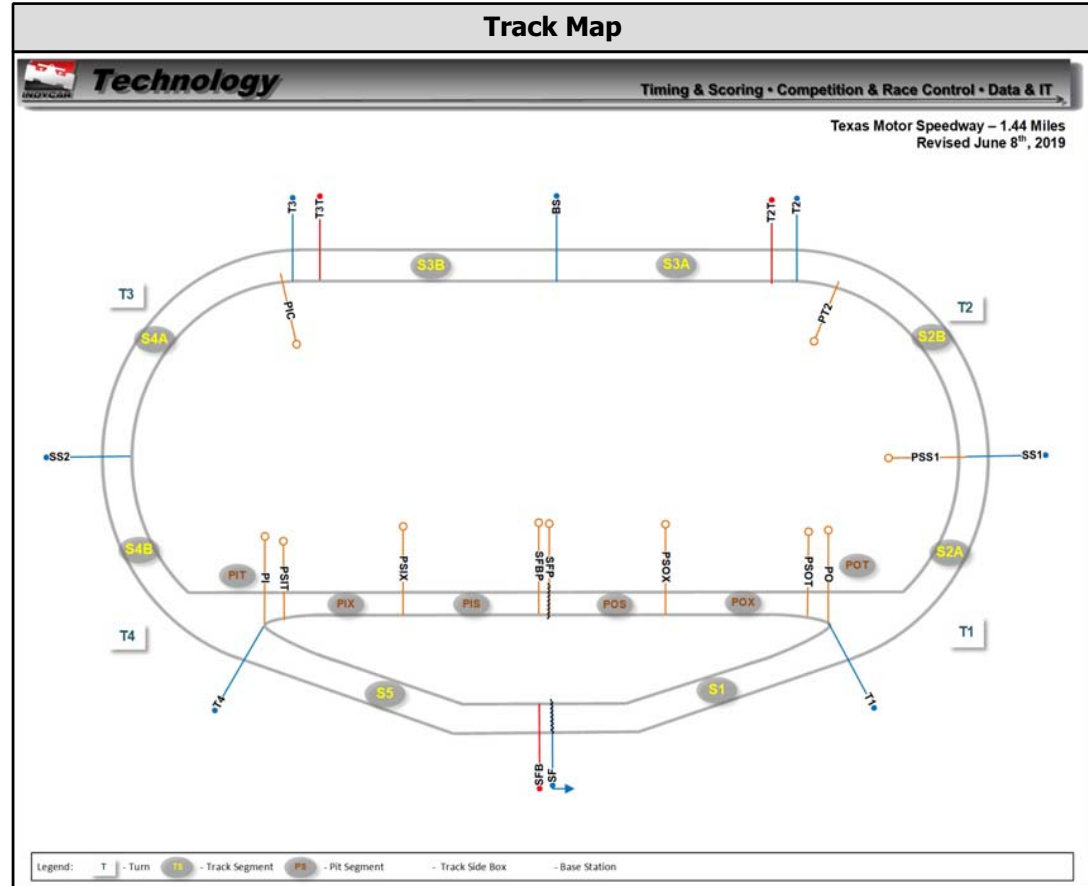 Track Map
INDYCAR
Technology
Timing & Scoring • Competition & Race Control • Data & IT
Texas Motor Speedway – 1.44 Miles
Revised June 8th, 2019
T3
T3T
BS
T2T
T2
S3B
S3A
T3
T2
PIC
PT2
S4A
S2B
SS2
PSS1
SS1
S4B
S2A
PIT
PI
PSIT
PSIX
SFBP
SFP
PSOX
PSOT
PO
POT
PIX
PIS
POS
POX
T4
T1
S5
S1
T4
T1
SFB
SF
Legend: T - Turn TS - Track Segment PS - Pit Segment - Track Side Box - Base Station